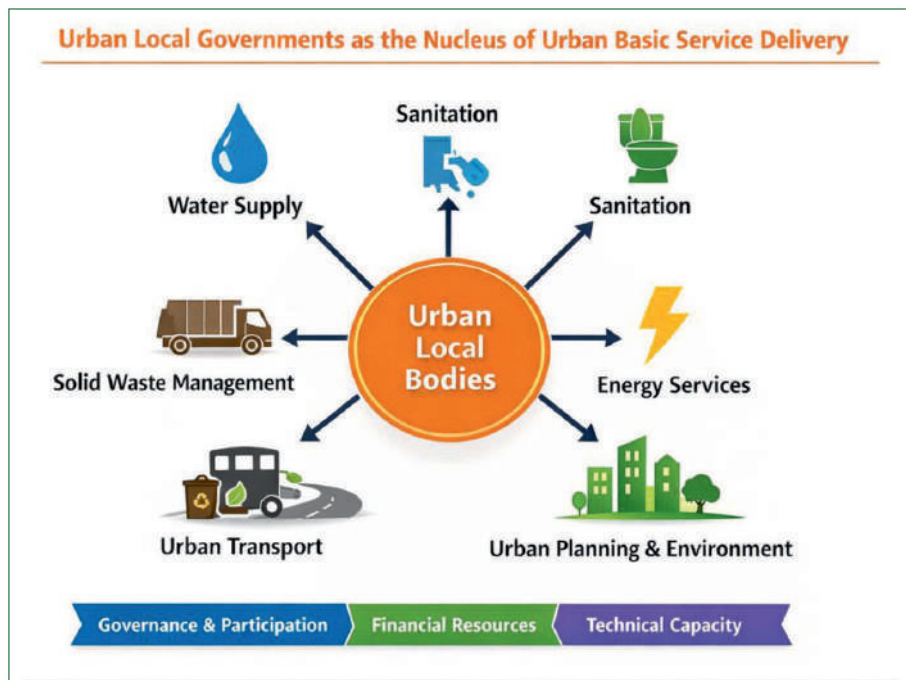 Urban Local Governments as the Nucleus of Urban Basic Service Delivery
Sanitation
Water Supply
Sanitation
Urban
Local
Bodies
Solid Waste Management
Energy Services
Urban Transport
Urban Planning & Environment
Governance & Participation
Financial Resources
Technical Capacity